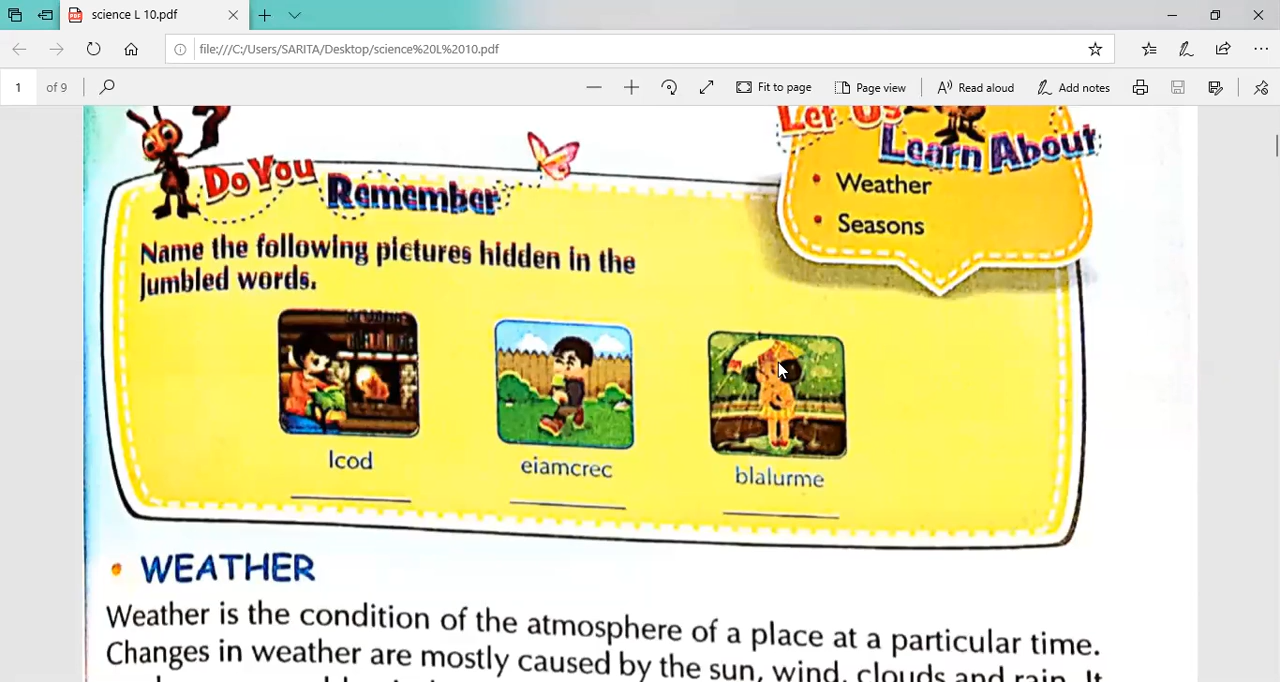 science L 10.pdf
file:///C:/Users/SARITA/Desktop/science%20L%2010.pdf
1 of 9
Fit to page
Page view
Read aloud
Add notes
Do You Remember
Let Us
Learn About
• Weather
• Seasons
Name the following pictures hidden in the
Jumbled words.
lcod
eiamcrec
blalurme
• WEATHER
Weather is the condition of the atmosphere of a place at a particular time.
Changes in weather are mostly caused by the sun, wind, clouds and rain. It